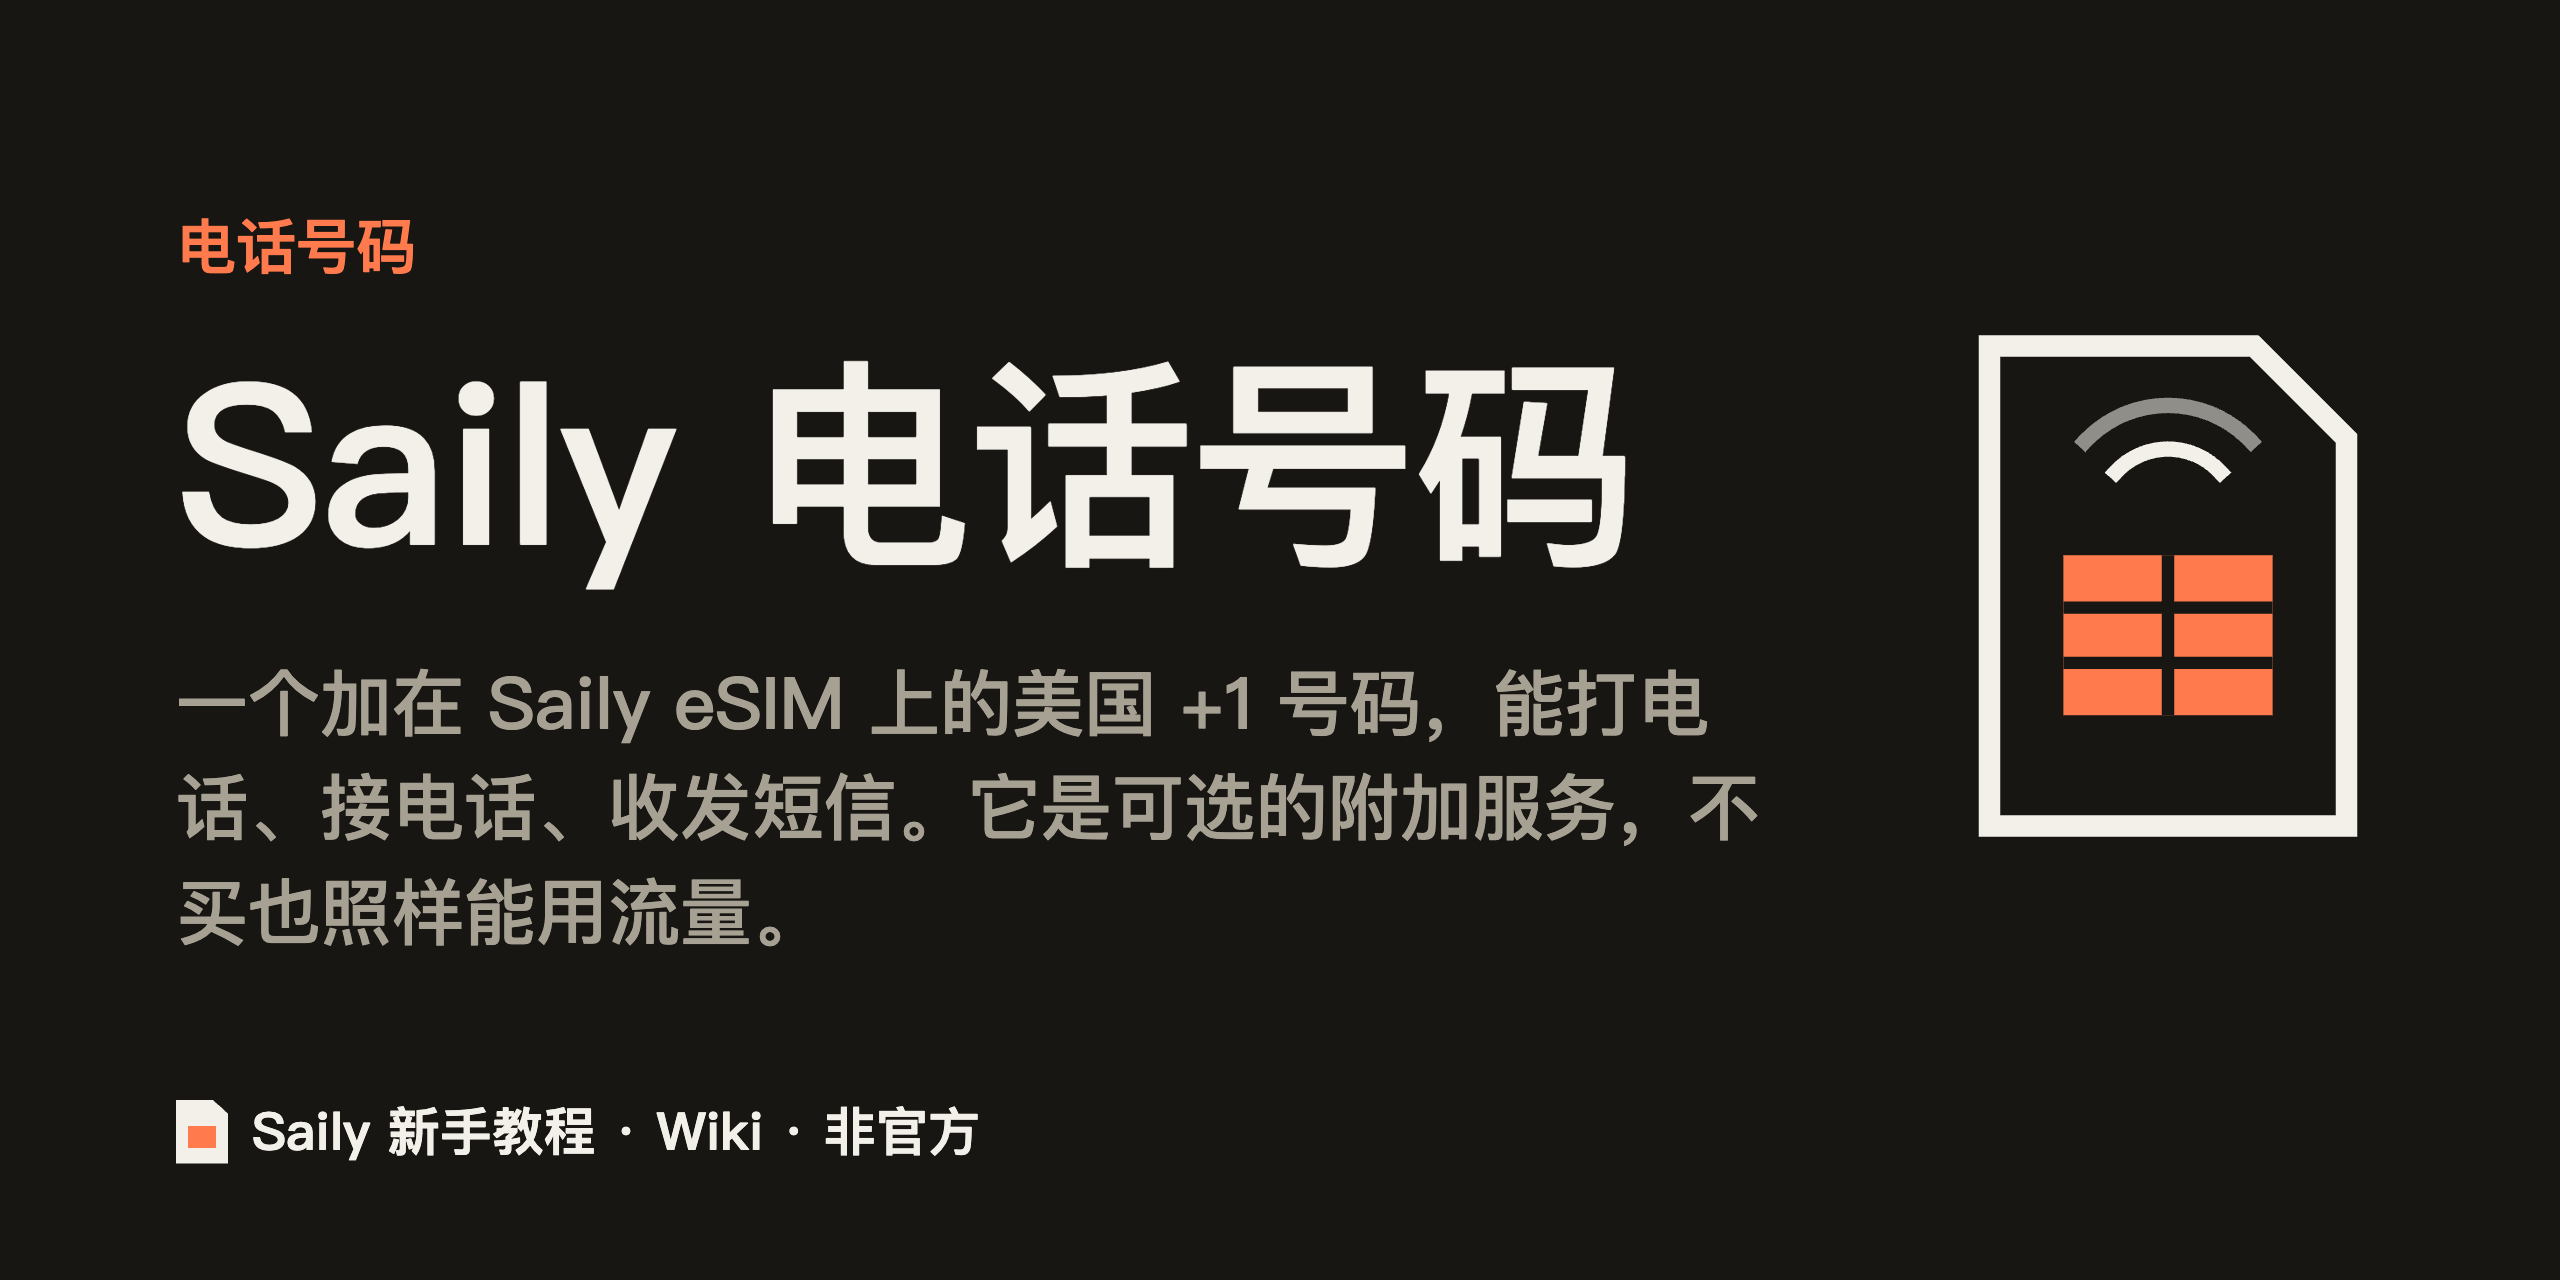 电话号码
Saily 电话号码
一个加在 Saily eSIM 上的美国 +1 号码，能打电
话、接电话、收发短信。它是可选的附加服务，不
买也照样能用流量。
Saily 新手教程 · Wiki · 非官方